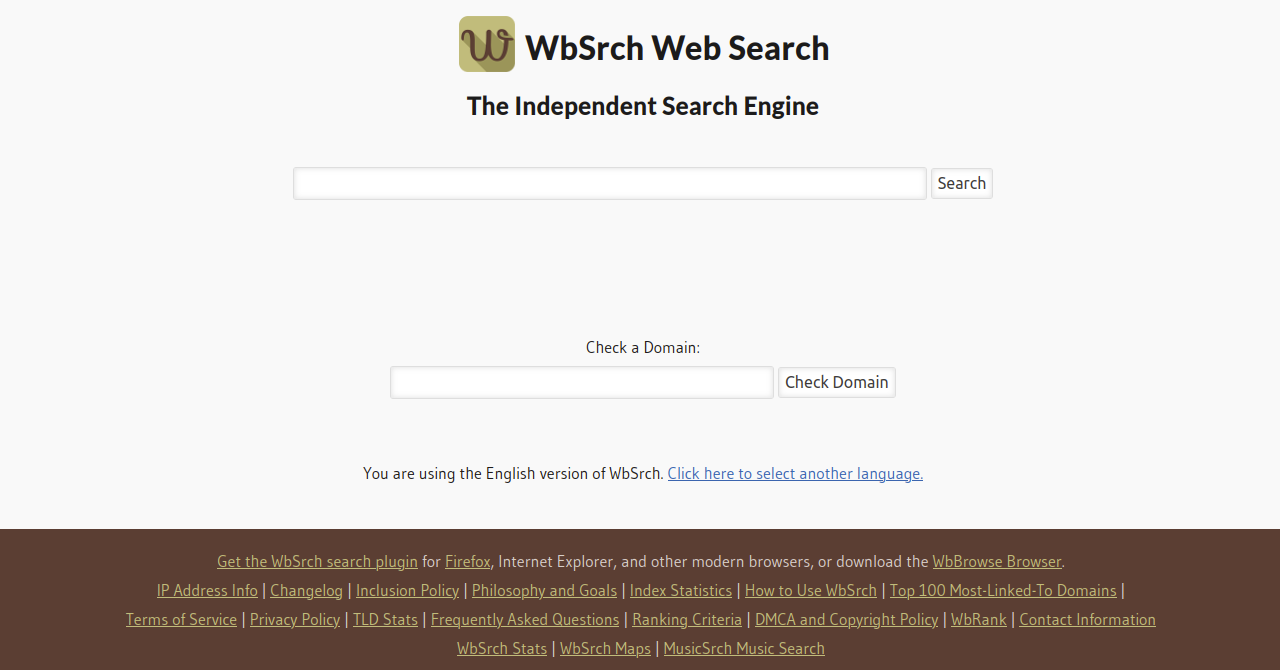 W WbSrch Web Search
The Independent Search Engine
Search
Check a Domain:
Check Domain
You are using the English version of WbSrch. Click here to select another language.
Get the WbSrch search plugin for Firefox, Internet Explorer, and other modern browsers, or download the WbBrowse Browser.
IP Address Info | Changelog | Inclusion Policy | Philosophy and Goals | Index Statistics | How to Use WbSrch | Top 100 Most-Linked-To Domains |
Terms of Service | Privacy Policy | TLD Stats | Frequently Asked Questions | Ranking Criteria | DMCA and Copyright Policy | WbRank | Contact Information
WbSrch Stats | WbSrch Maps | MusicSrch Music Search